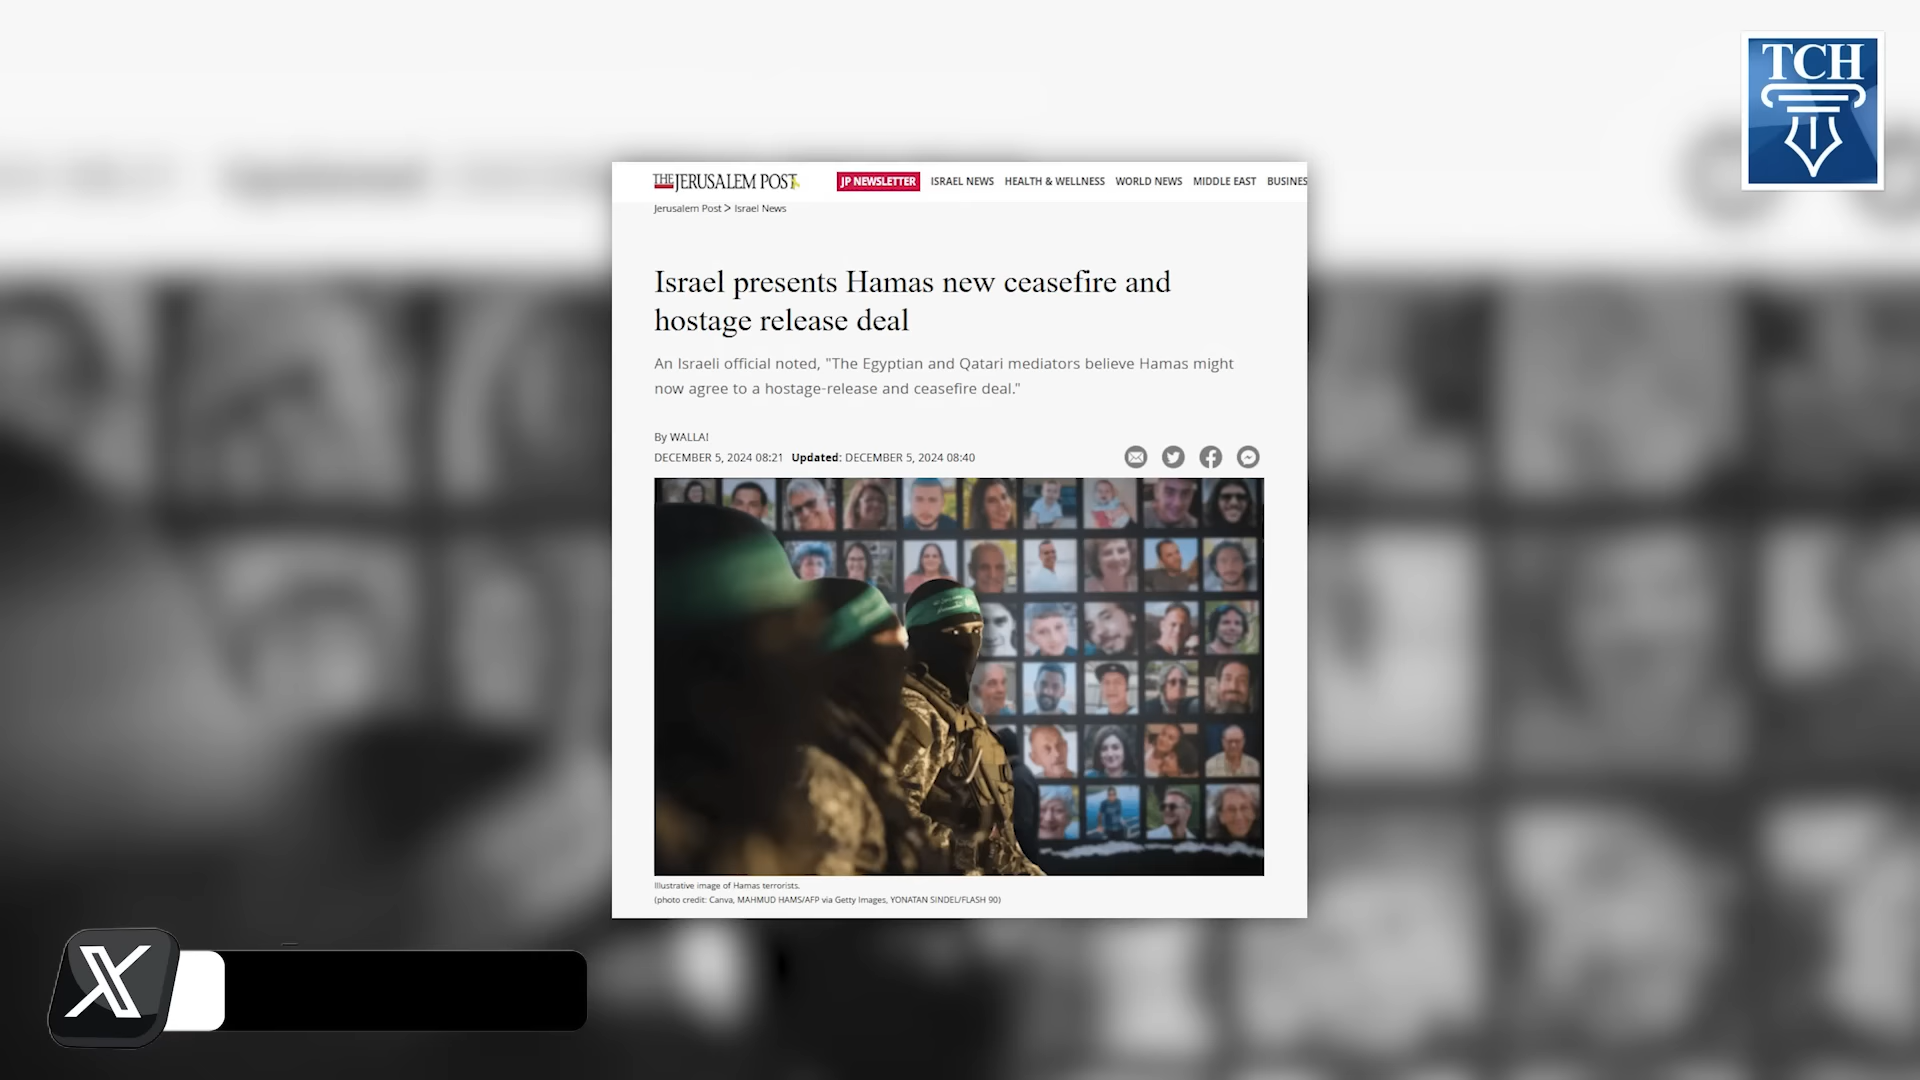 TCH
THE JERUSALEM POST
JP NEWSLETTER ISRAEL NEWS HEALTH & WELLNESS WORLD NEWS MIDDLE EAST BUSINES
Jerusalem Post > Israel News
Israel presents Hamas new ceasefire and
hostage release deal
An Israeli official noted, "The Egyptian and Qatari mediators believe Hamas might
now agree to a hostage-release and ceasefire deal."
By WALLA!
DECEMBER 5, 2024 08:21 Updated: DECEMBER 5, 2024 08:40
Illustrative image of Hamas terrorists.
(photo credit: Canva, MAHMUD HAMS/AFP via Getty Images, YONATAN SINDEL/FLASH 90)